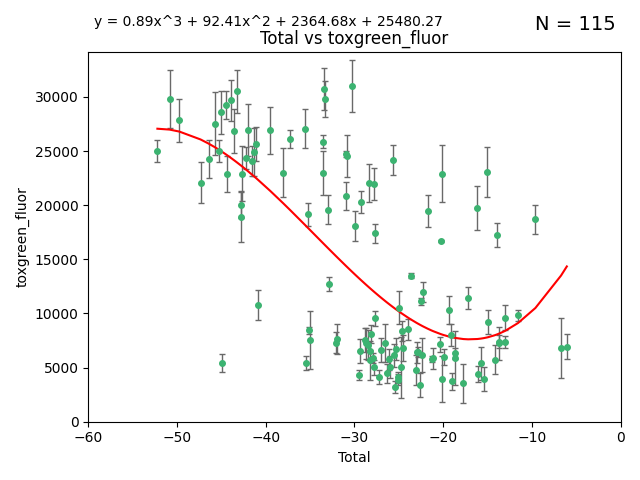 y = 0.89x^3 + 92.41x^2 + 2364.68x + 25480.27
N = 115
Total vs toxgreen_fluor
toxgreen_fluor
30000
25000
20000
15000
10000
5000
0
−60
−50
−40
−30
−20
−10
0
Total